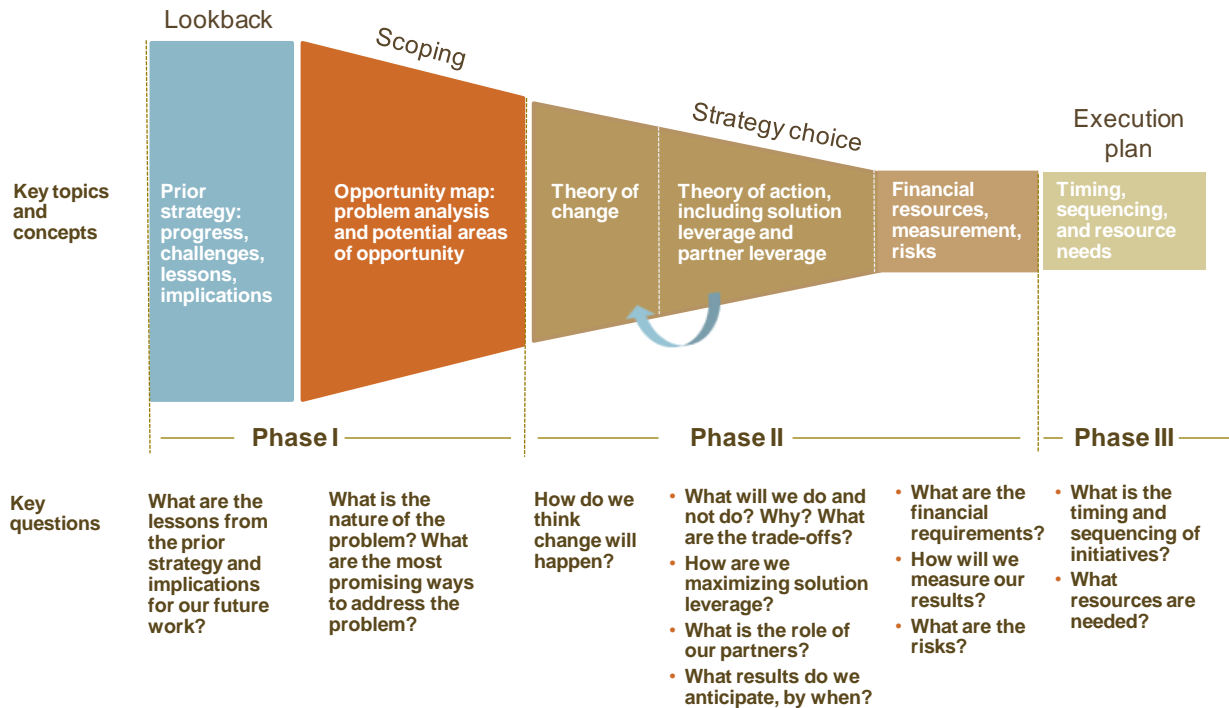 Lookback
Scoping
Strategy choice
Execution
plan
Key topics
and
concepts
Prior
strategy:
progress,
challenges,
lessons,
implications
Opportunity map:
problem analysis
and potential areas
of opportunity
Theory of
change
Theory of action,
including solution
leverage and
partner leverage
Financial
resources,
measurement,
risks
Timing,
sequencing,
and resource
needs
Phase I
Phase II
Phase III
Key
questions
What are the
lessons from
the prior
strategy and
implications
for our future
work?
What is the
nature of the
problem? What
are the most
promising ways
to address the
problem?
How do we
think
change will
happen?
• What will we do and
not do? Why? What
are the trade-offs?
• How are we
maximizing solution
leverage?
• What is the role of
our partners?
• What results do we
anticipate, by when?
• What are the
financial
requirements?
• How will we
measure our
results?
• What are the
risks?
• What is the
timing and
sequencing of
initiatives?
• What
resources are
needed?